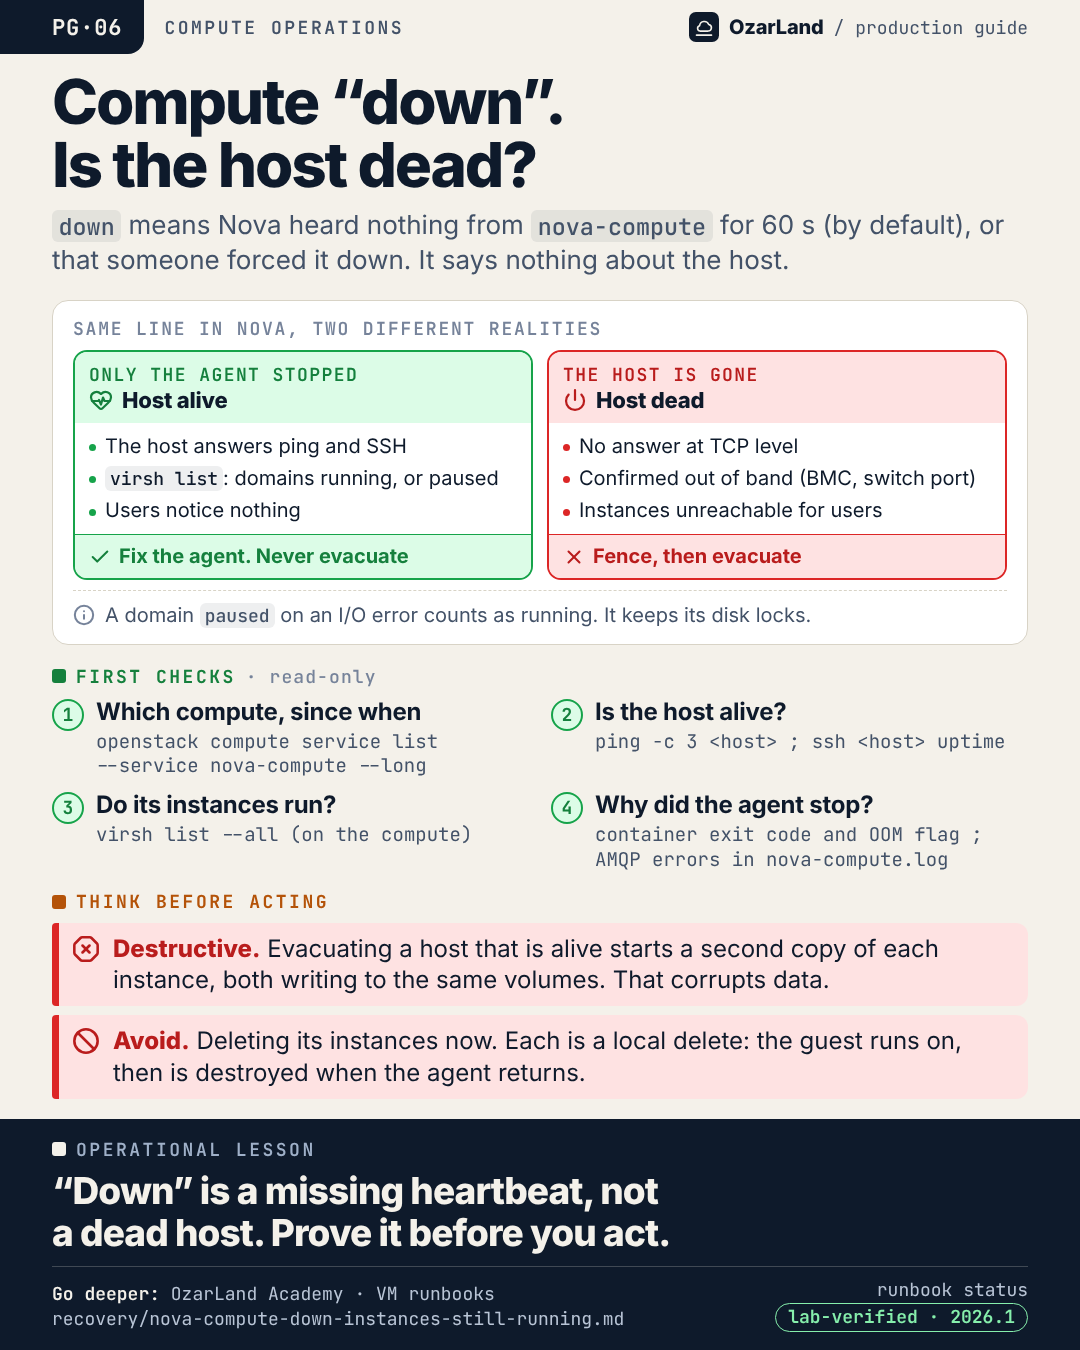 PG·06
COMPUTE OPERATIONS
OzarLand / production guide
Compute “down”.
Is the host dead?
down means Nova heard nothing from nova-compute for 60 s (by default), or
that someone forced it down. It says nothing about the host.
SAME LINE IN NOVA, TWO DIFFERENT REALITIES
ONLY THE AGENT STOPPED
Host alive
The host answers ping and SSH
virsh list: domains running, or paused
Users notice nothing
Fix the agent. Never evacuate
THE HOST IS GONE
Host dead
No answer at TCP level
Confirmed out of band (BMC, switch port)
Instances unreachable for users
Fence, then evacuate
A domain paused on an I/O error counts as running. It keeps its disk locks.
FIRST CHECKS · read-only
1 Which compute, since when
openstack compute service list
--service nova-compute --long
2 Is the host alive?
ping -c 3 <host> ; ssh <host> uptime
3 Do its instances run?
virsh list --all (on the compute)
4 Why did the agent stop?
container exit code and OOM flag ;
AMQP errors in nova-compute.log
THINK BEFORE ACTING
Destructive. Evacuating a host that is alive starts a second copy of each
instance, both writing to the same volumes. That corrupts data.
Avoid. Deleting its instances now. Each is a local delete: the guest runs on,
then is destroyed when the agent returns.
OPERATIONAL LESSON
“Down” is a missing heartbeat, not
a dead host. Prove it before you act.
Go deeper: OzarLand Academy · VM runbooks
recovery/nova-compute-down-instances-still-running.md
runbook status
lab-verified · 2026.1